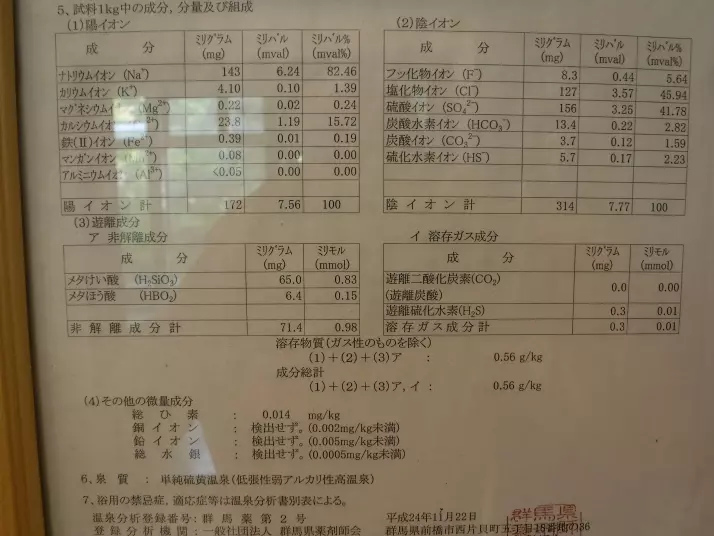 5、試料1kg中の成分, 分量及び組成
(1)陽イオン
成 分 ミリグラム (mg) ミリバル (mval) ミリバル% (mval%)
ナトリウムイオン (Na⁺) 143 6.24 82.46
カリウムイオン (K⁺) 4.10 0.10 1.39
マグネシウムイオン (Mg²⁺) 0.22 0.02 0.24
カルシウムイオン 23.8 1.19 15.72
鉄(Ⅱ)イオン (Fe²⁺) 0.39 0.01 0.19
マンガンイオン 0.08 0.00 0.00
アルミニウムイオン (Al³⁺) <0.05 0.00 0.00
陽イオン計 172 7.56 100
(2)陰イオン
成 分 ミリグラム (mg) ミリバル (mval) ミリバル% (mval%)
フッ化物イオン (F⁻) 8.3 0.44 5.64
塩化物イオン (Cl⁻) 127 3.57 45.94
硫酸イオン (SO₄²⁻) 156 3.25 41.78
炭酸水素イオン (HCO₃⁻) 13.4 0.22 2.82
炭酸イオン (CO₃²⁻) 3.7 0.12 1.59
硫化水素イオン (HS⁻) 5.7 0.17 2.23
陰イオン計 314 7.77 100
(3)遊離成分
ア 非解離成分
成 分 ミリグラム (mg) ミリモル (mmol)
メタけい酸 (H₂SiO₃) 65.0 0.83
メタほう酸 (HBO₂) 6.4 0.15
非解離成分計 71.4 0.98
イ 溶存ガス成分
成 分 ミリグラム (mg) ミリモル (mmol)
遊離二酸化炭素(CO₂) 0.0 0.00
(遊離炭酸)
遊離硫化水素(H₂S) 0.3 0.01
溶存ガス成分計 0.3 0.01
溶存物質(ガス性のものを除く)
(1)+(2)+(3)ア : 0.56 g/kg
成分総計
(1)+(2)+(3)ア, イ : 0.56 g/kg
(4)その他の微量成分
総ひ素 : 0.014 mg/kg
銅イオン : 検出せず。(0.002mg/kg未満)
鉛イオン : 検出せず。(0.005mg/kg未満)
総水銀 : 検出せず。(0.0005mg/kg未満)
6、泉質 : 単純硫黄温泉(低張性弱アルカリ性高温泉)
7、浴用の禁忌症, 適応症等は温泉分析書別表による。
温泉分析登録番号:群馬薬第2号 平成24年11月22日
登録分析機関:一般社団法人 群馬県薬剤師会 群馬県前橋市西片貝町五丁目18番地の36
群馬県